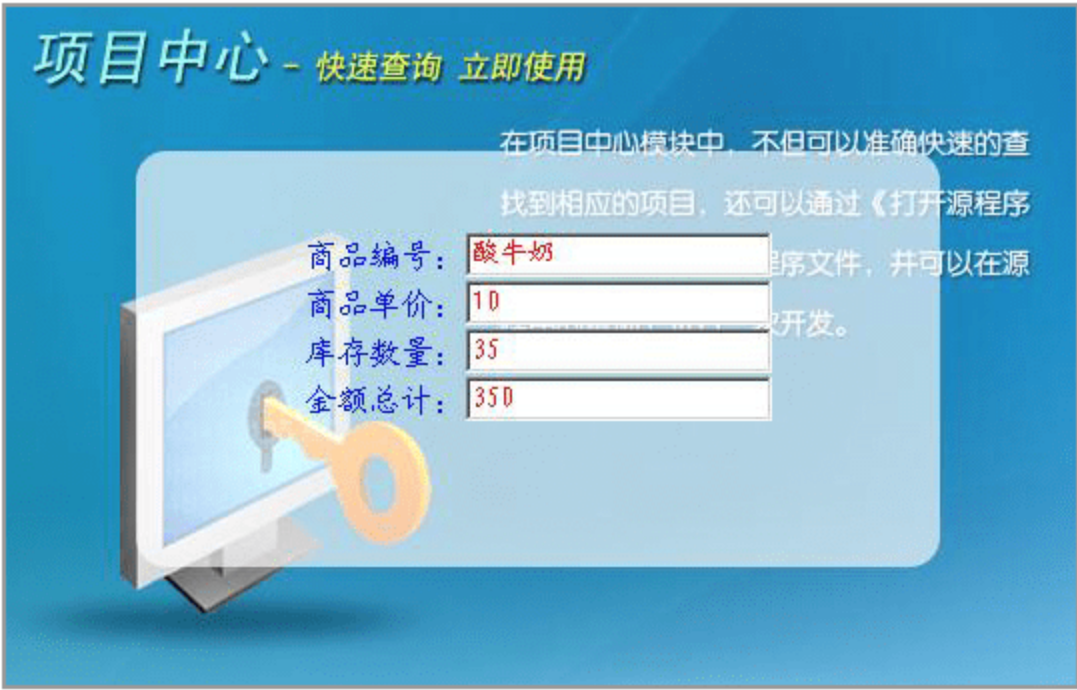 项目中心 - 快速查询 立即使用
在项目中心模块中，不但可以准确快速的查
找到相应的项目，还可以通过《打开源程序
商品编号： 酸牛奶
序文件，并可以在源
商品单价： 10
开发。
库存数量： 35
金额总计： 350